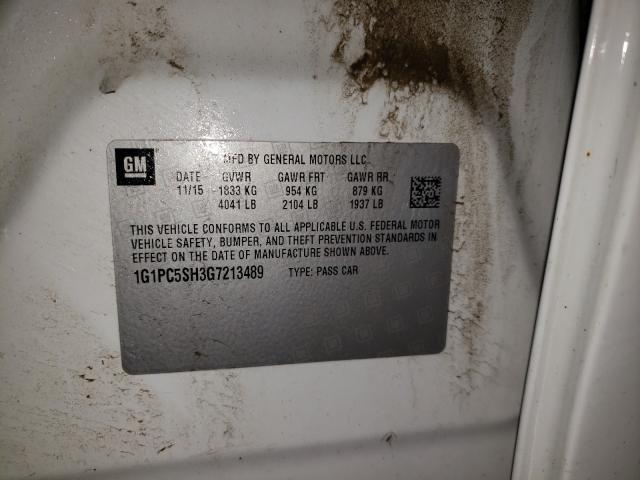 GM
MFD BY GENERAL MOTORS LLC
DATE GVWR GAWR FRT GAWR RR
11/15 1833 KG 954 KG 879 KG
4041 LB 2104 LB 1937 LB
THIS VEHICLE CONFORMS TO ALL APPLICABLE U.S. FEDERAL MOTOR
VEHICLE SAFETY, BUMPER, AND THEFT PREVENTION STANDARDS IN
EFFECT ON THE DATE OF MANUFACTURE SHOWN ABOVE.
1G1PC5SH3G7213489 TYPE: PASS CAR